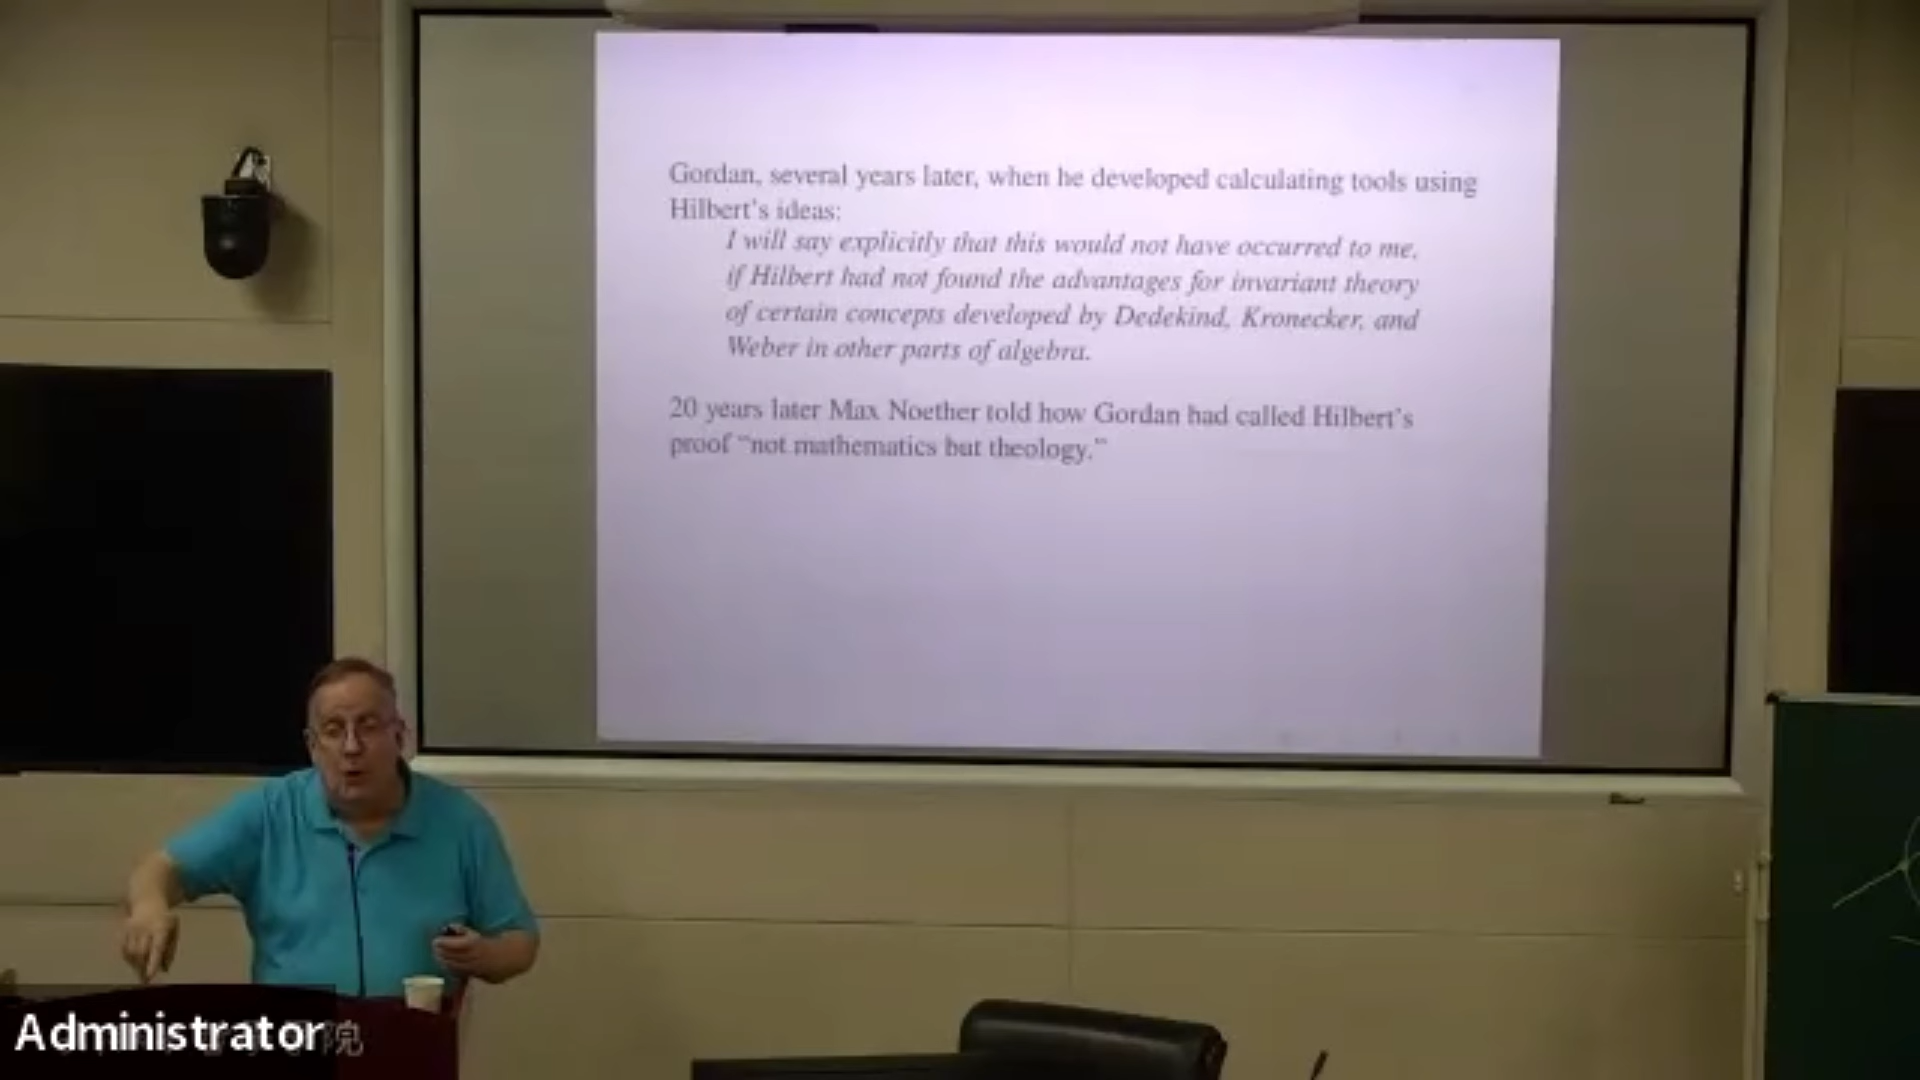 Gordan, several years later, when he developed calculating tools using
Hilbert's ideas:
I will say explicitly that this would not have occurred to me,
if Hilbert had not found the advantages for invariant theory
of certain concepts developed by Dedekind, Kronecker, and
Weber in other parts of algebra.
20 years later Max Noether told how Gordan had called Hilbert's
proof "not mathematics but theology."
Administrator
院